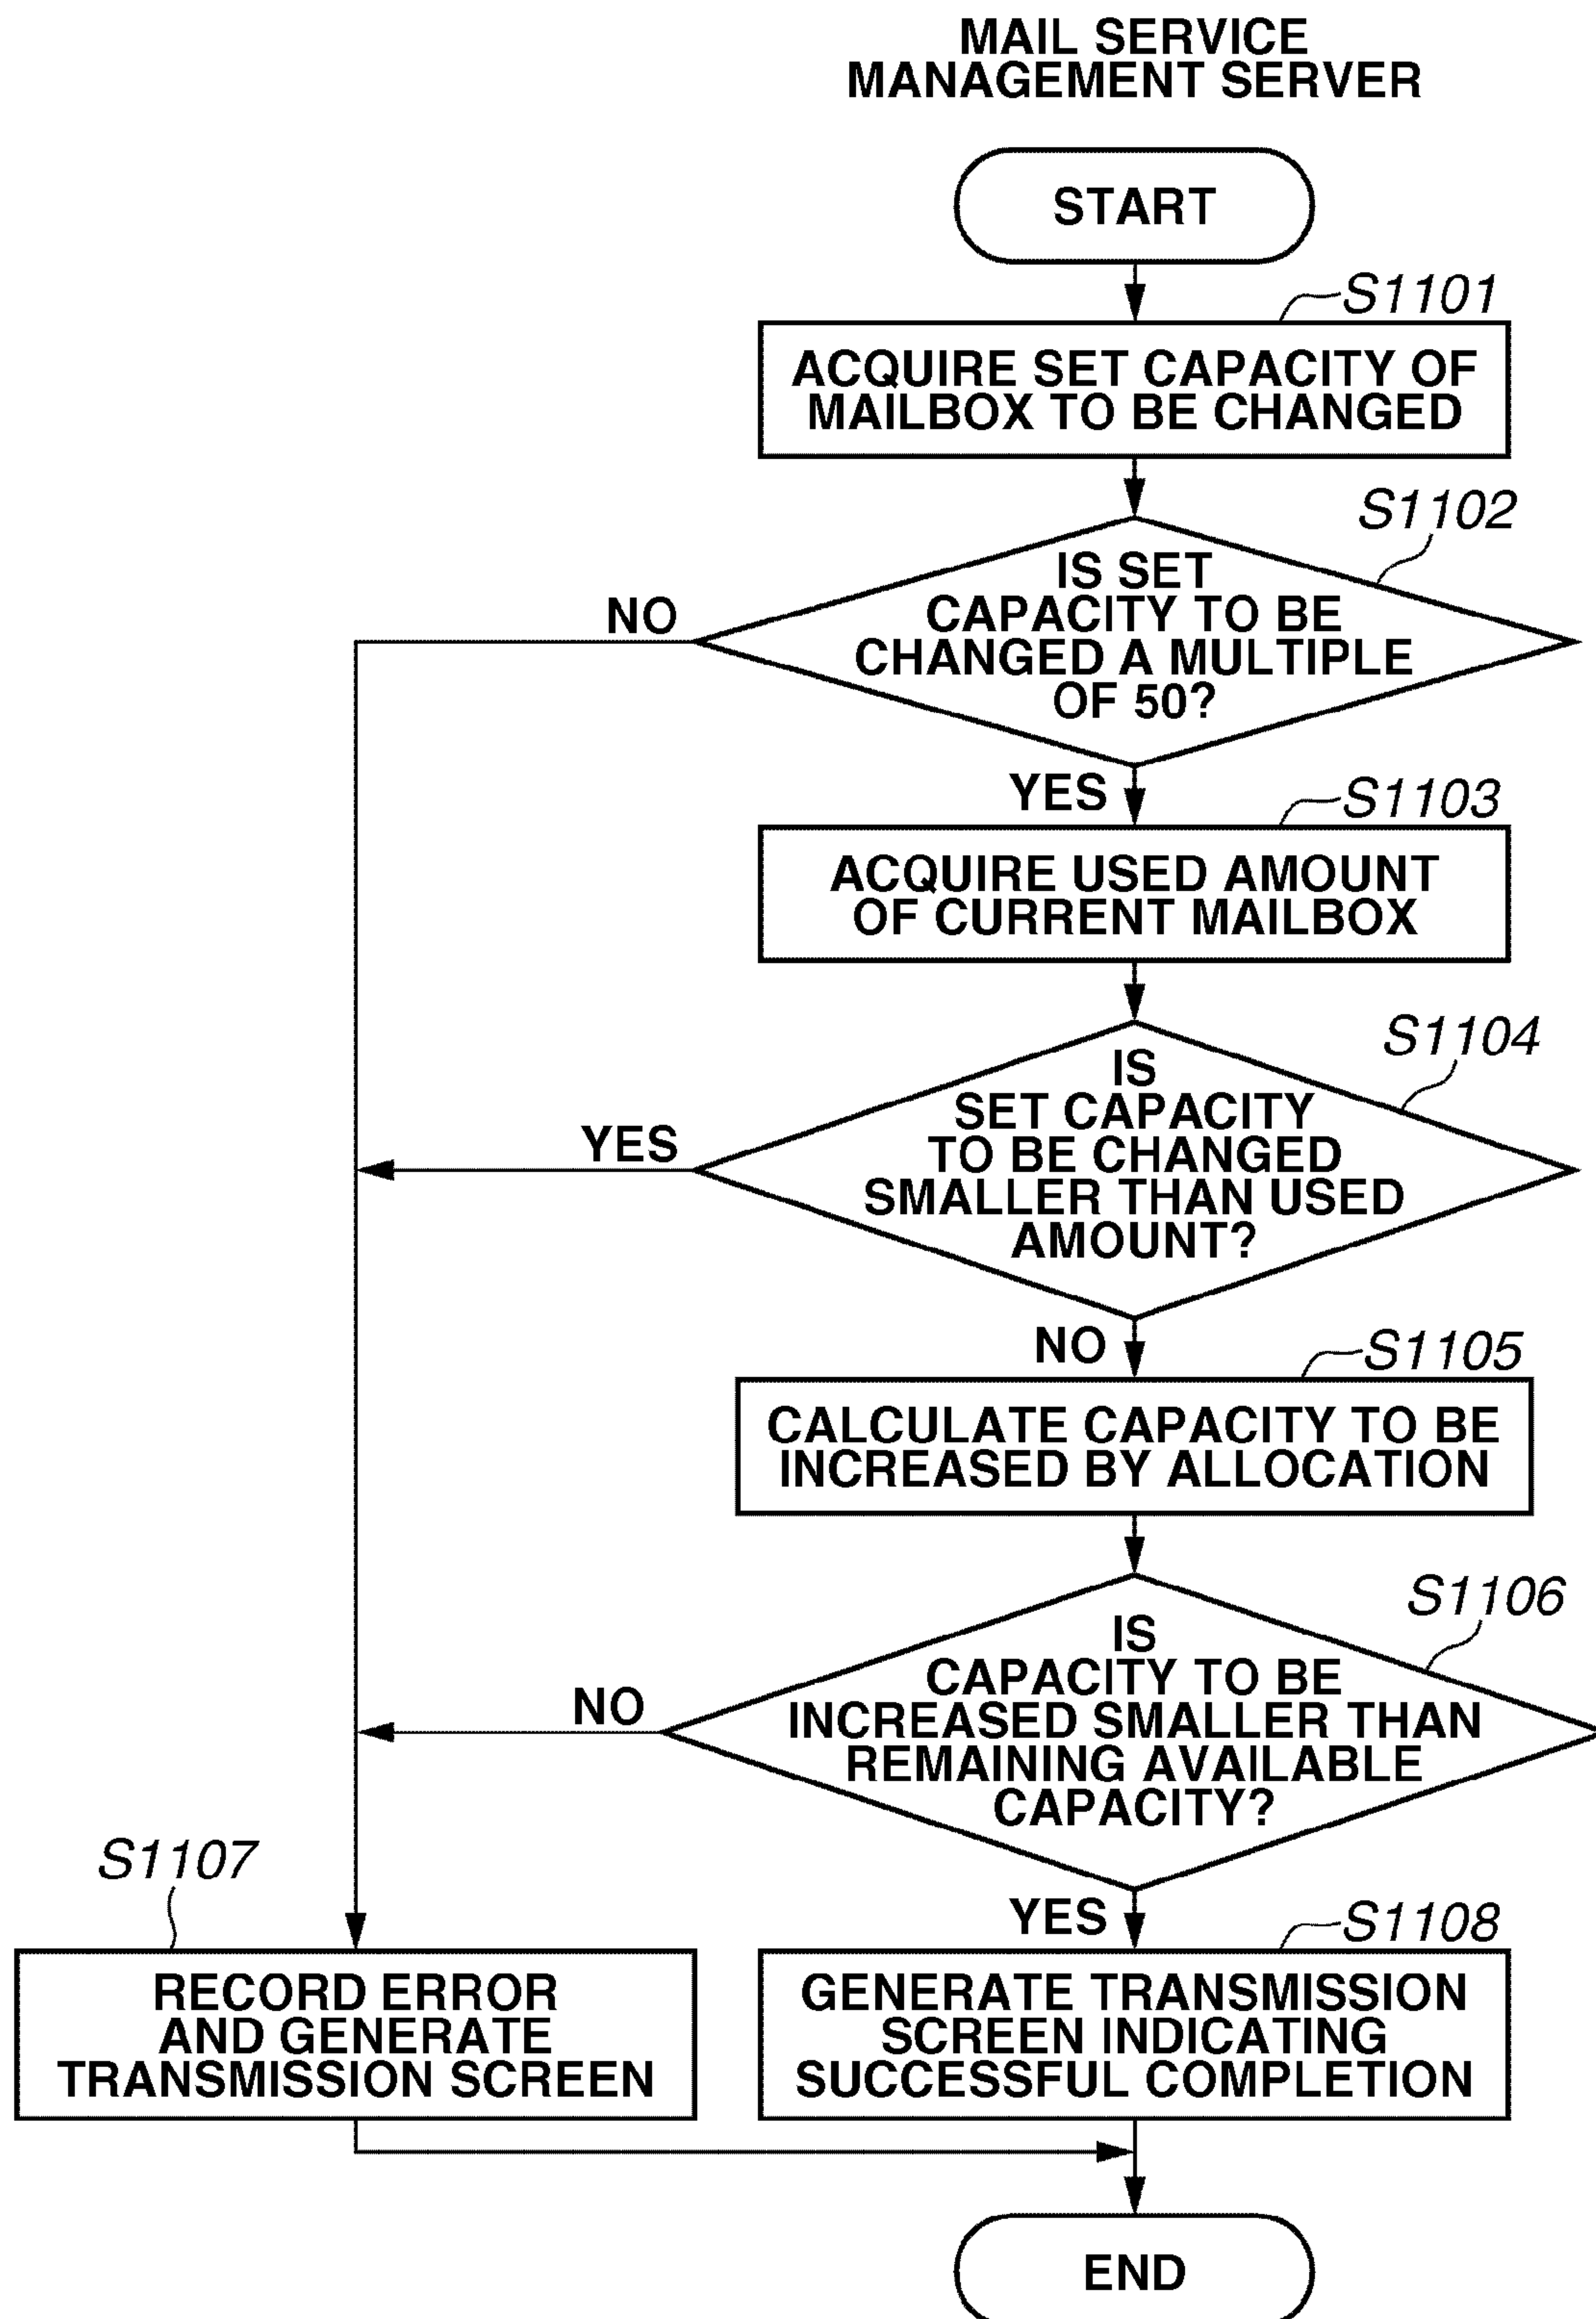 MAIL SERVICE
MANAGEMENT SERVER
START
S1101
ACQUIRE SET CAPACITY OF
MAILBOX TO BE CHANGED
S1102
IS SET
CAPACITY TO BE
CHANGED A MULTIPLE
OF 50?
NO
YES
S1103
ACQUIRE USED AMOUNT
OF CURRENT MAILBOX
S1104
IS
SET CAPACITY
TO BE CHANGED
SMALLER THAN USED
AMOUNT?
YES
NO
S1105
CALCULATE CAPACITY TO BE
INCREASED BY ALLOCATION
S1106
IS
CAPACITY TO BE
INCREASED SMALLER THAN
REMAINING AVAILABLE
CAPACITY?
NO
YES
S1107
RECORD ERROR
AND GENERATE
TRANSMISSION SCREEN
S1108
GENERATE TRANSMISSION
SCREEN INDICATING
SUCCESSFUL COMPLETION
END